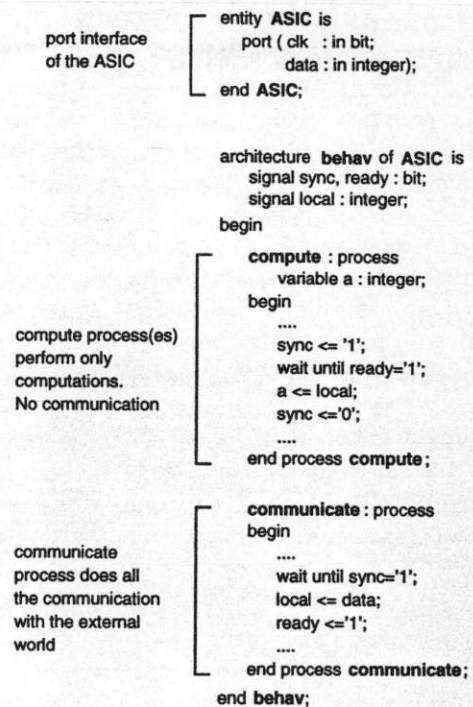 port interface
of the ASIC
entity ASIC is
port ( clk : in bit;
data : in integer);
end ASIC;
architecture behav of ASIC is
signal sync, ready : bit;
signal local : integer;
begin
compute process(es)
perform only
computations.
No communication
compute : process
variable a : integer;
begin
....
sync <= '1';
wait until ready='1';
a <= local;
sync <='0';
....
end process compute;
communicate
process does all
the communication
with the external
world
communicate : process
begin
....
wait until sync='1';
local <= data;
ready <='1';
....
end process communicate;
end behav;